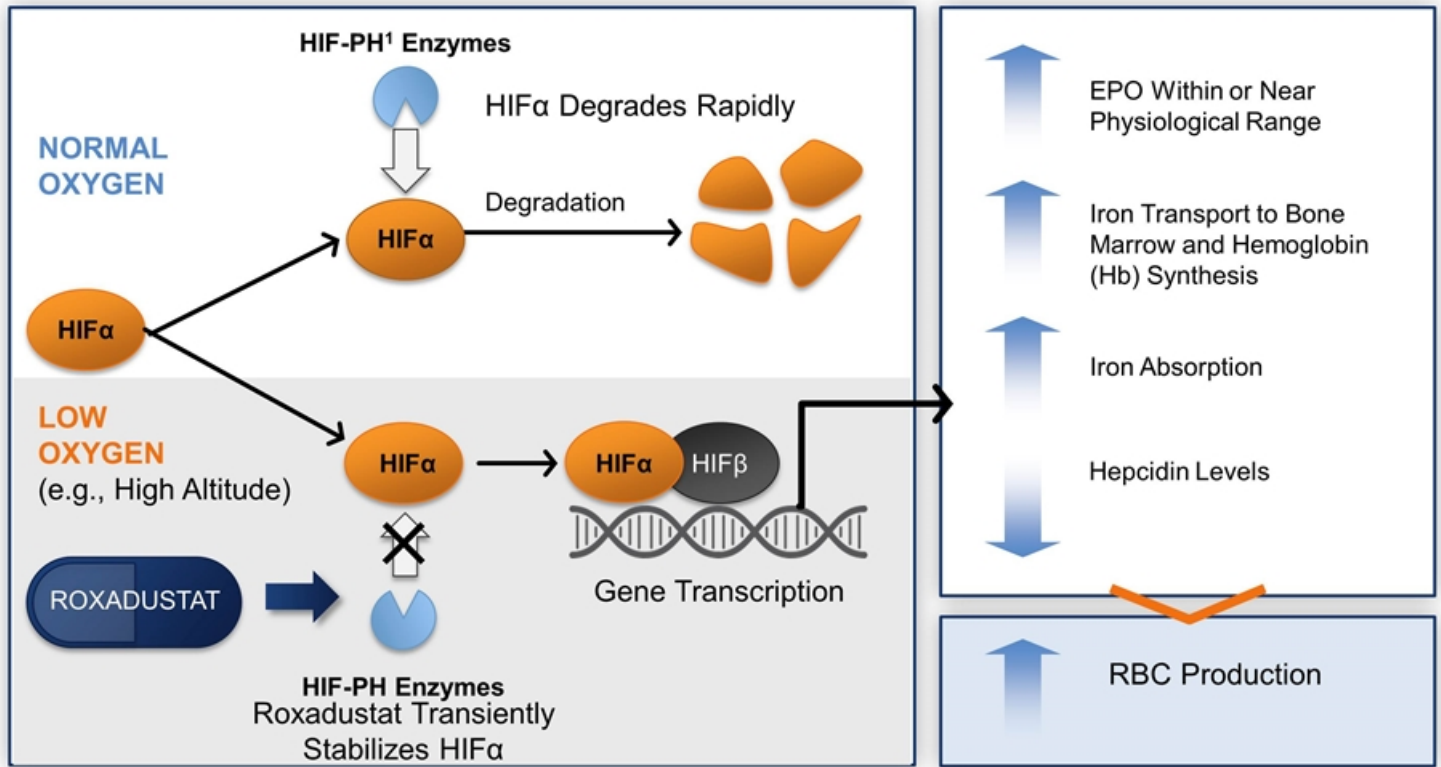 HIF-PH¹ Enzymes
HIFα Degrades Rapidly
NORMAL
OXYGEN
Degradation
HIFα
HIFα
LOW
OXYGEN
(e.g., High Altitude)
HIFα
HIFα
HIFβ
ROXADUSTAT
Gene Transcription
HIF-PH Enzymes
Roxadustat Transiently
Stabilizes HIFα
EPO Within or Near
Physiological Range
Iron Transport to Bone
Marrow and Hemoglobin
(Hb) Synthesis
Iron Absorption
Hepcidin Levels
RBC Production